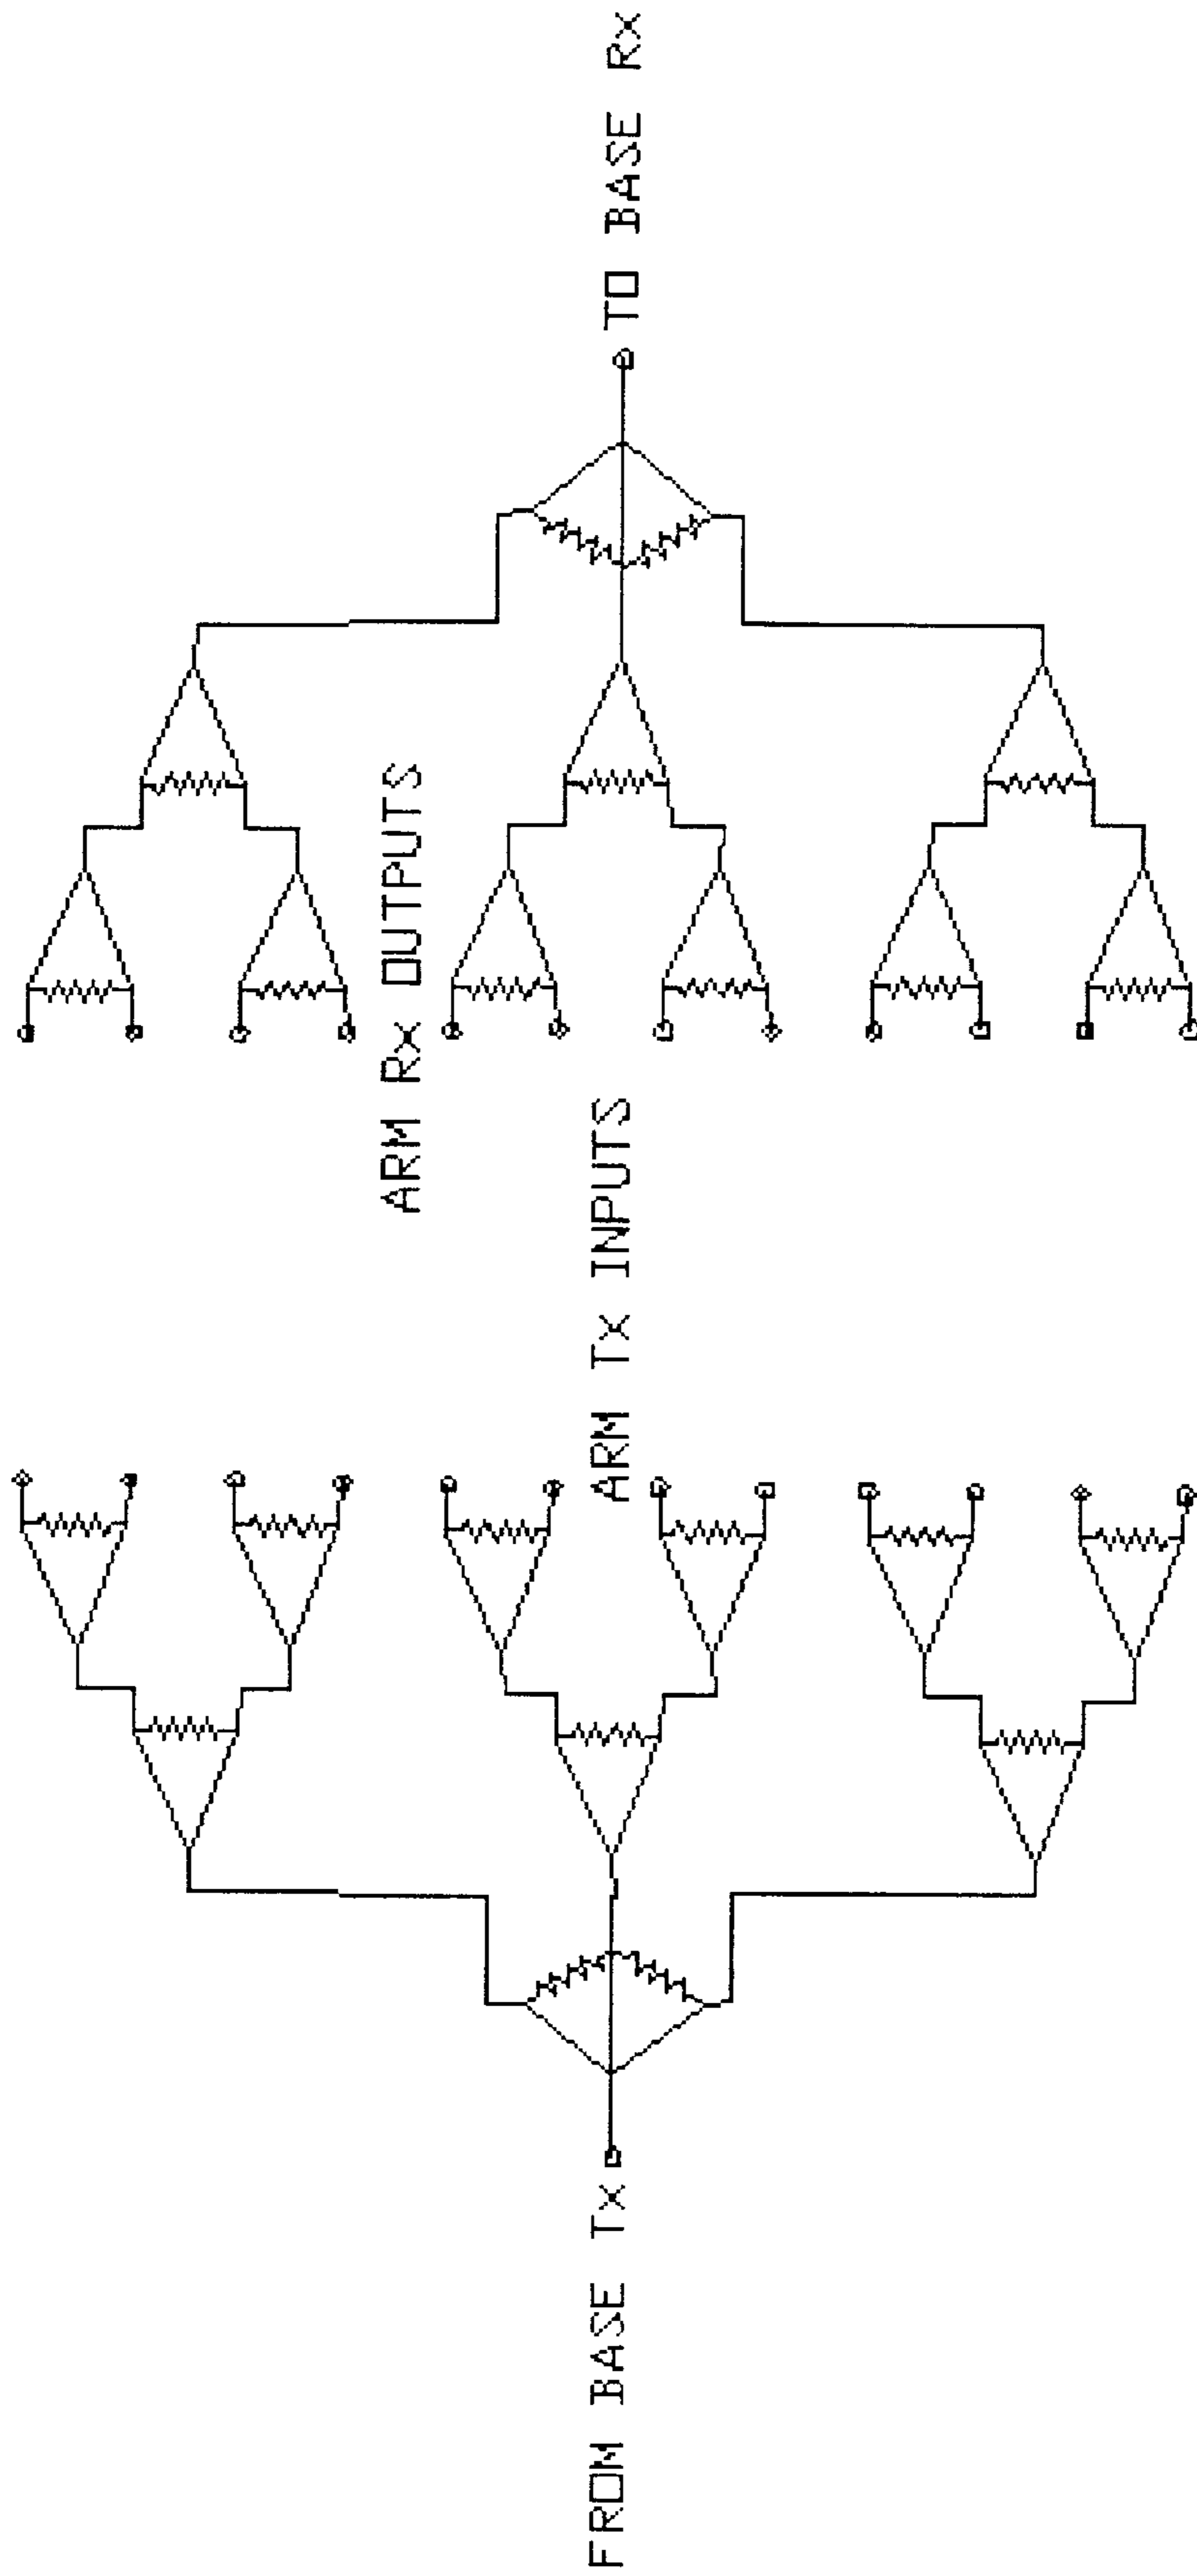 FROM BASE Tx
ARM Tx INPUTS
ARM Rx OUTPUTS
TO BASE Rx